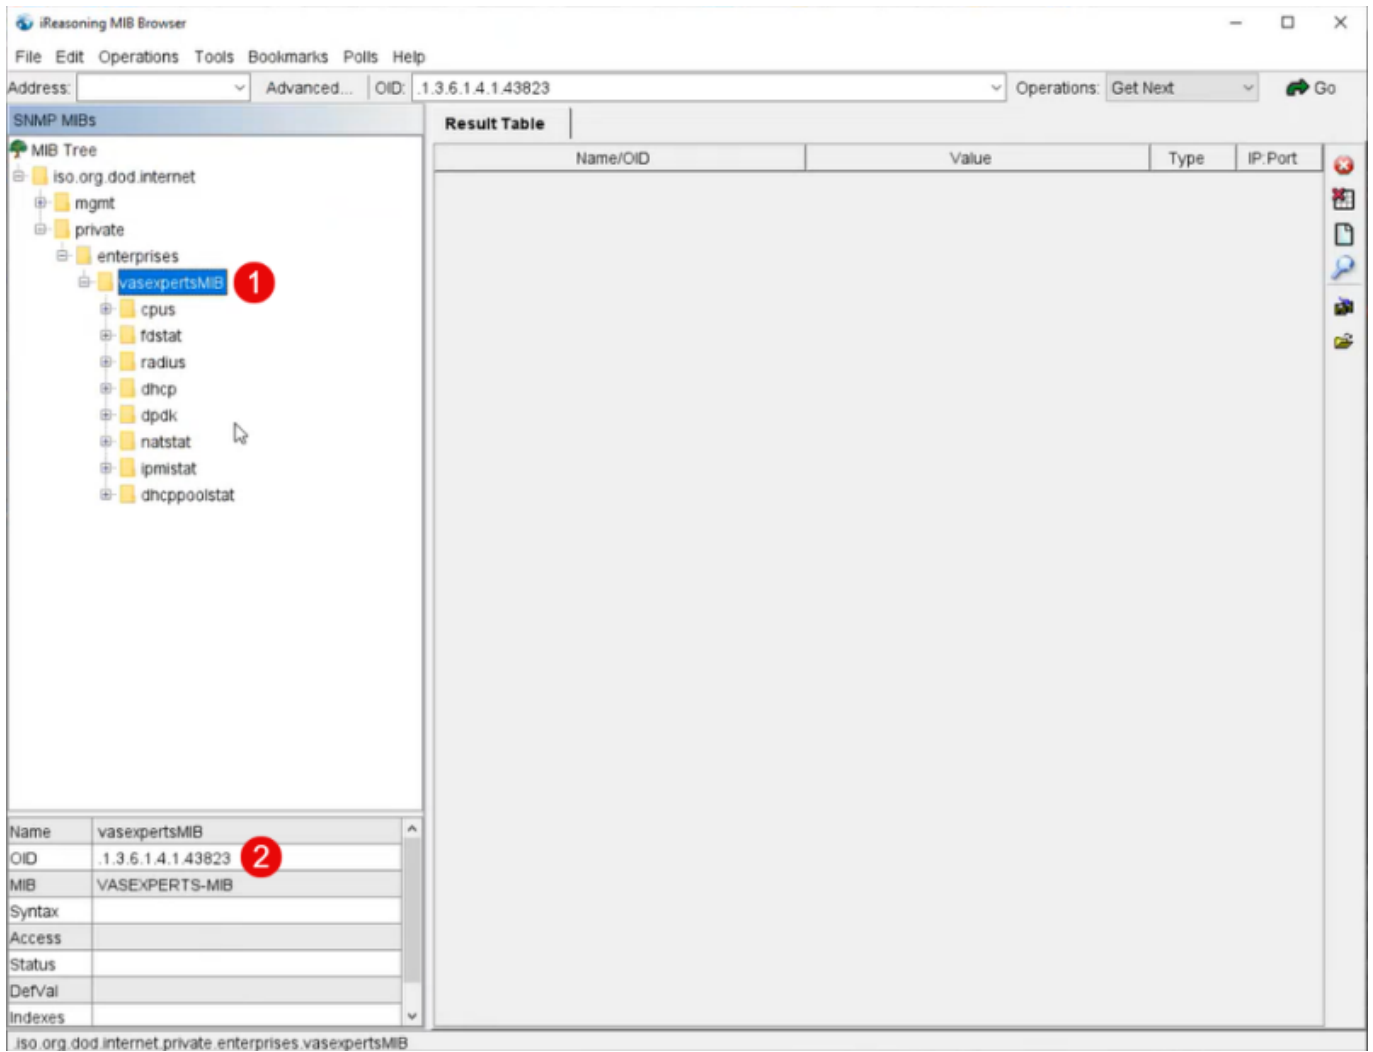 iReasoning MIB Browser
File Edit Operations Tools Bookmarks Polls Help
Address: Advanced... OID: .1.3.6.1.4.1.43823 Operations: Get Next Go
SNMP MIBs
Result Table
MIB Tree
Name/OID Value Type IP:Port
iso.org.dod.internet
mgmt
private
enterprises
vasexpertsMIB 1
cpus
fdstat
radius
dhcp
dpdk
natstat
ipmistat
dhcppoolstat
Name vasexpertsMIB
OID .1.3.6.1.4.1.43823 2
MIB VASEXPERTS-MIB
Syntax
Access
Status
DefVal
Indexes
.iso.org.dod.internet.private.enterprises.vasexpertsMIB